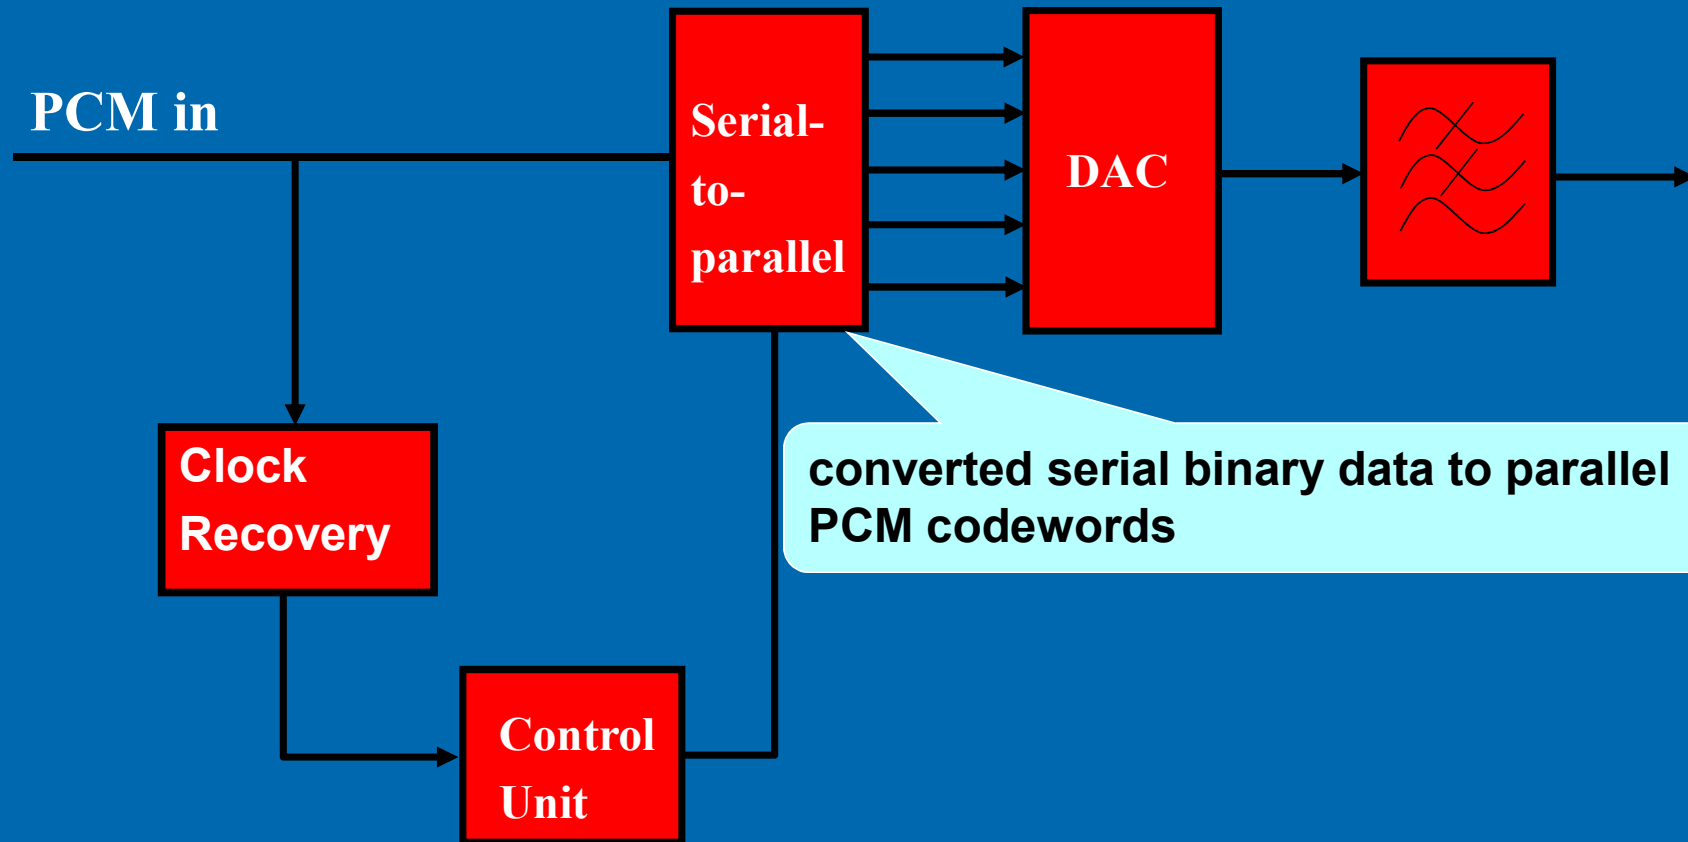 PCM in
Serial-
to-
parallel
DAC
Clock
Recovery
converted serial binary data to parallel
PCM codewords
Control
Unit